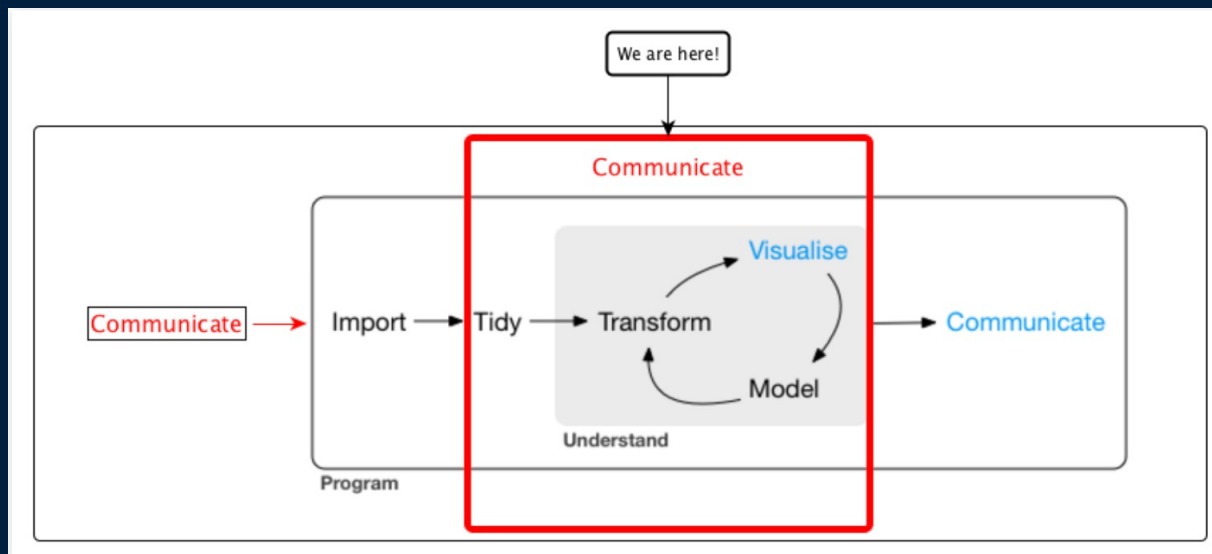 We are here!
Communicate
Visualise
Communicate
Import
Tidy
Transform
Communicate
Model
Understand
Program